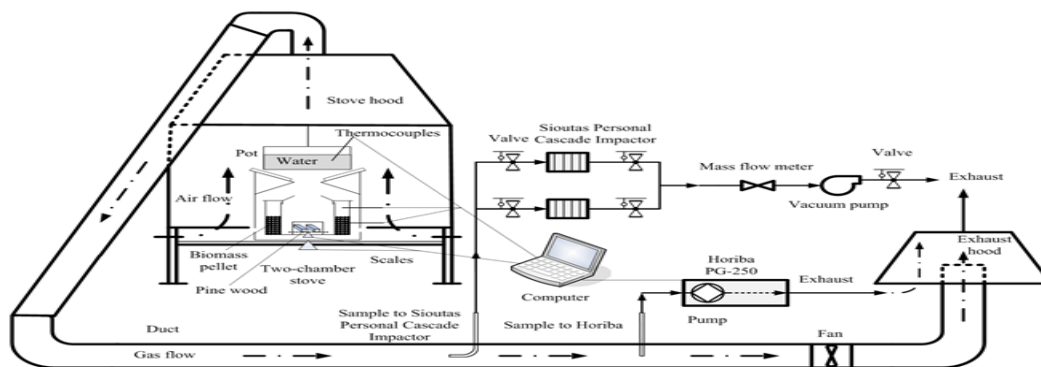 Stove hood
Thermocouples
Pot
Water
Air flow
Biomass
pellet
Two-chamber
stove
Pine wood
Scales
Valve
Sioutas Personal
Cascade Impactor
Mass flow meter
Valve
Vacuum pump
Exhaust
Exhaust
hood
Computer
Horiba
PG-250
Exhaust
Pump
Sample to Sioutas
Personal Cascade
Impactor
Sample to Horiba
Fan
Duct
Gas flow